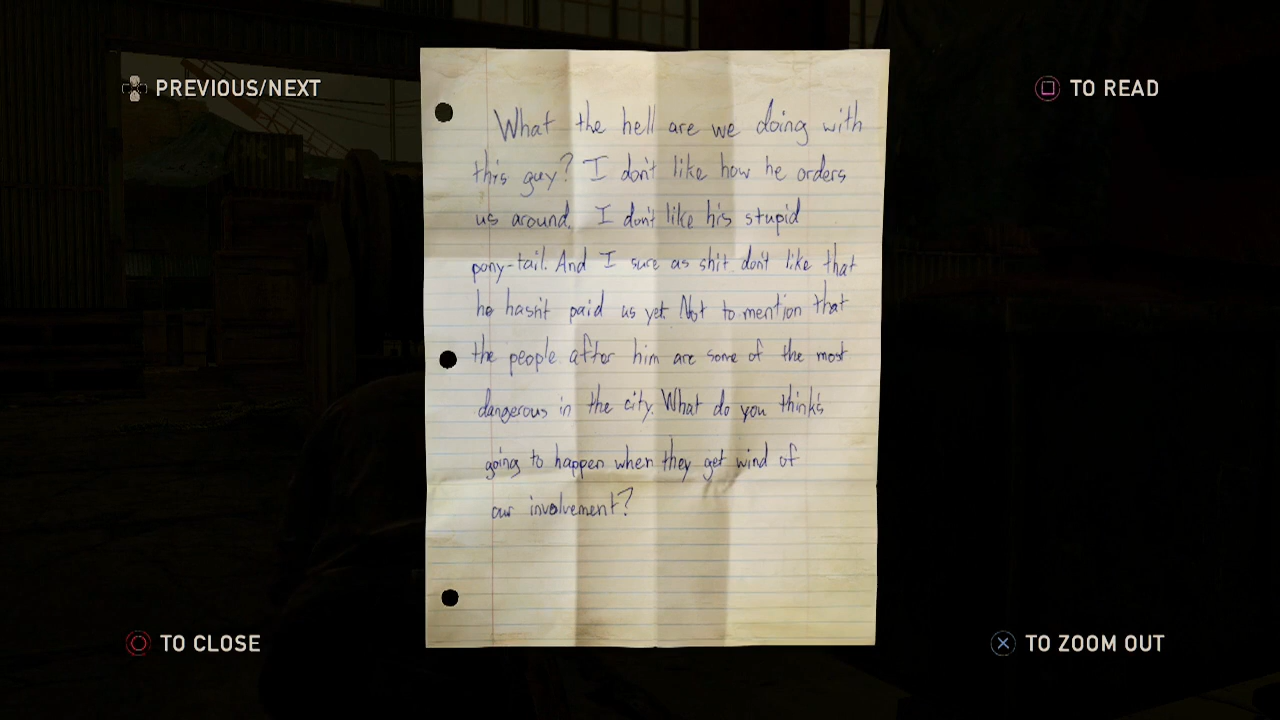 PREVIOUS/NEXT
TO READ
What the hell are we doing with
this guy? I don't like how he orders
us around. I don't like his stupid
pony-tail. And I sure as shit don't like that
he hasn't paid us yet. Not to mention that
the people after him are some of the most
dangerous in the city. What do you think's
going to happen when they get wind of
our involvement?
TO CLOSE
TO ZOOM OUT